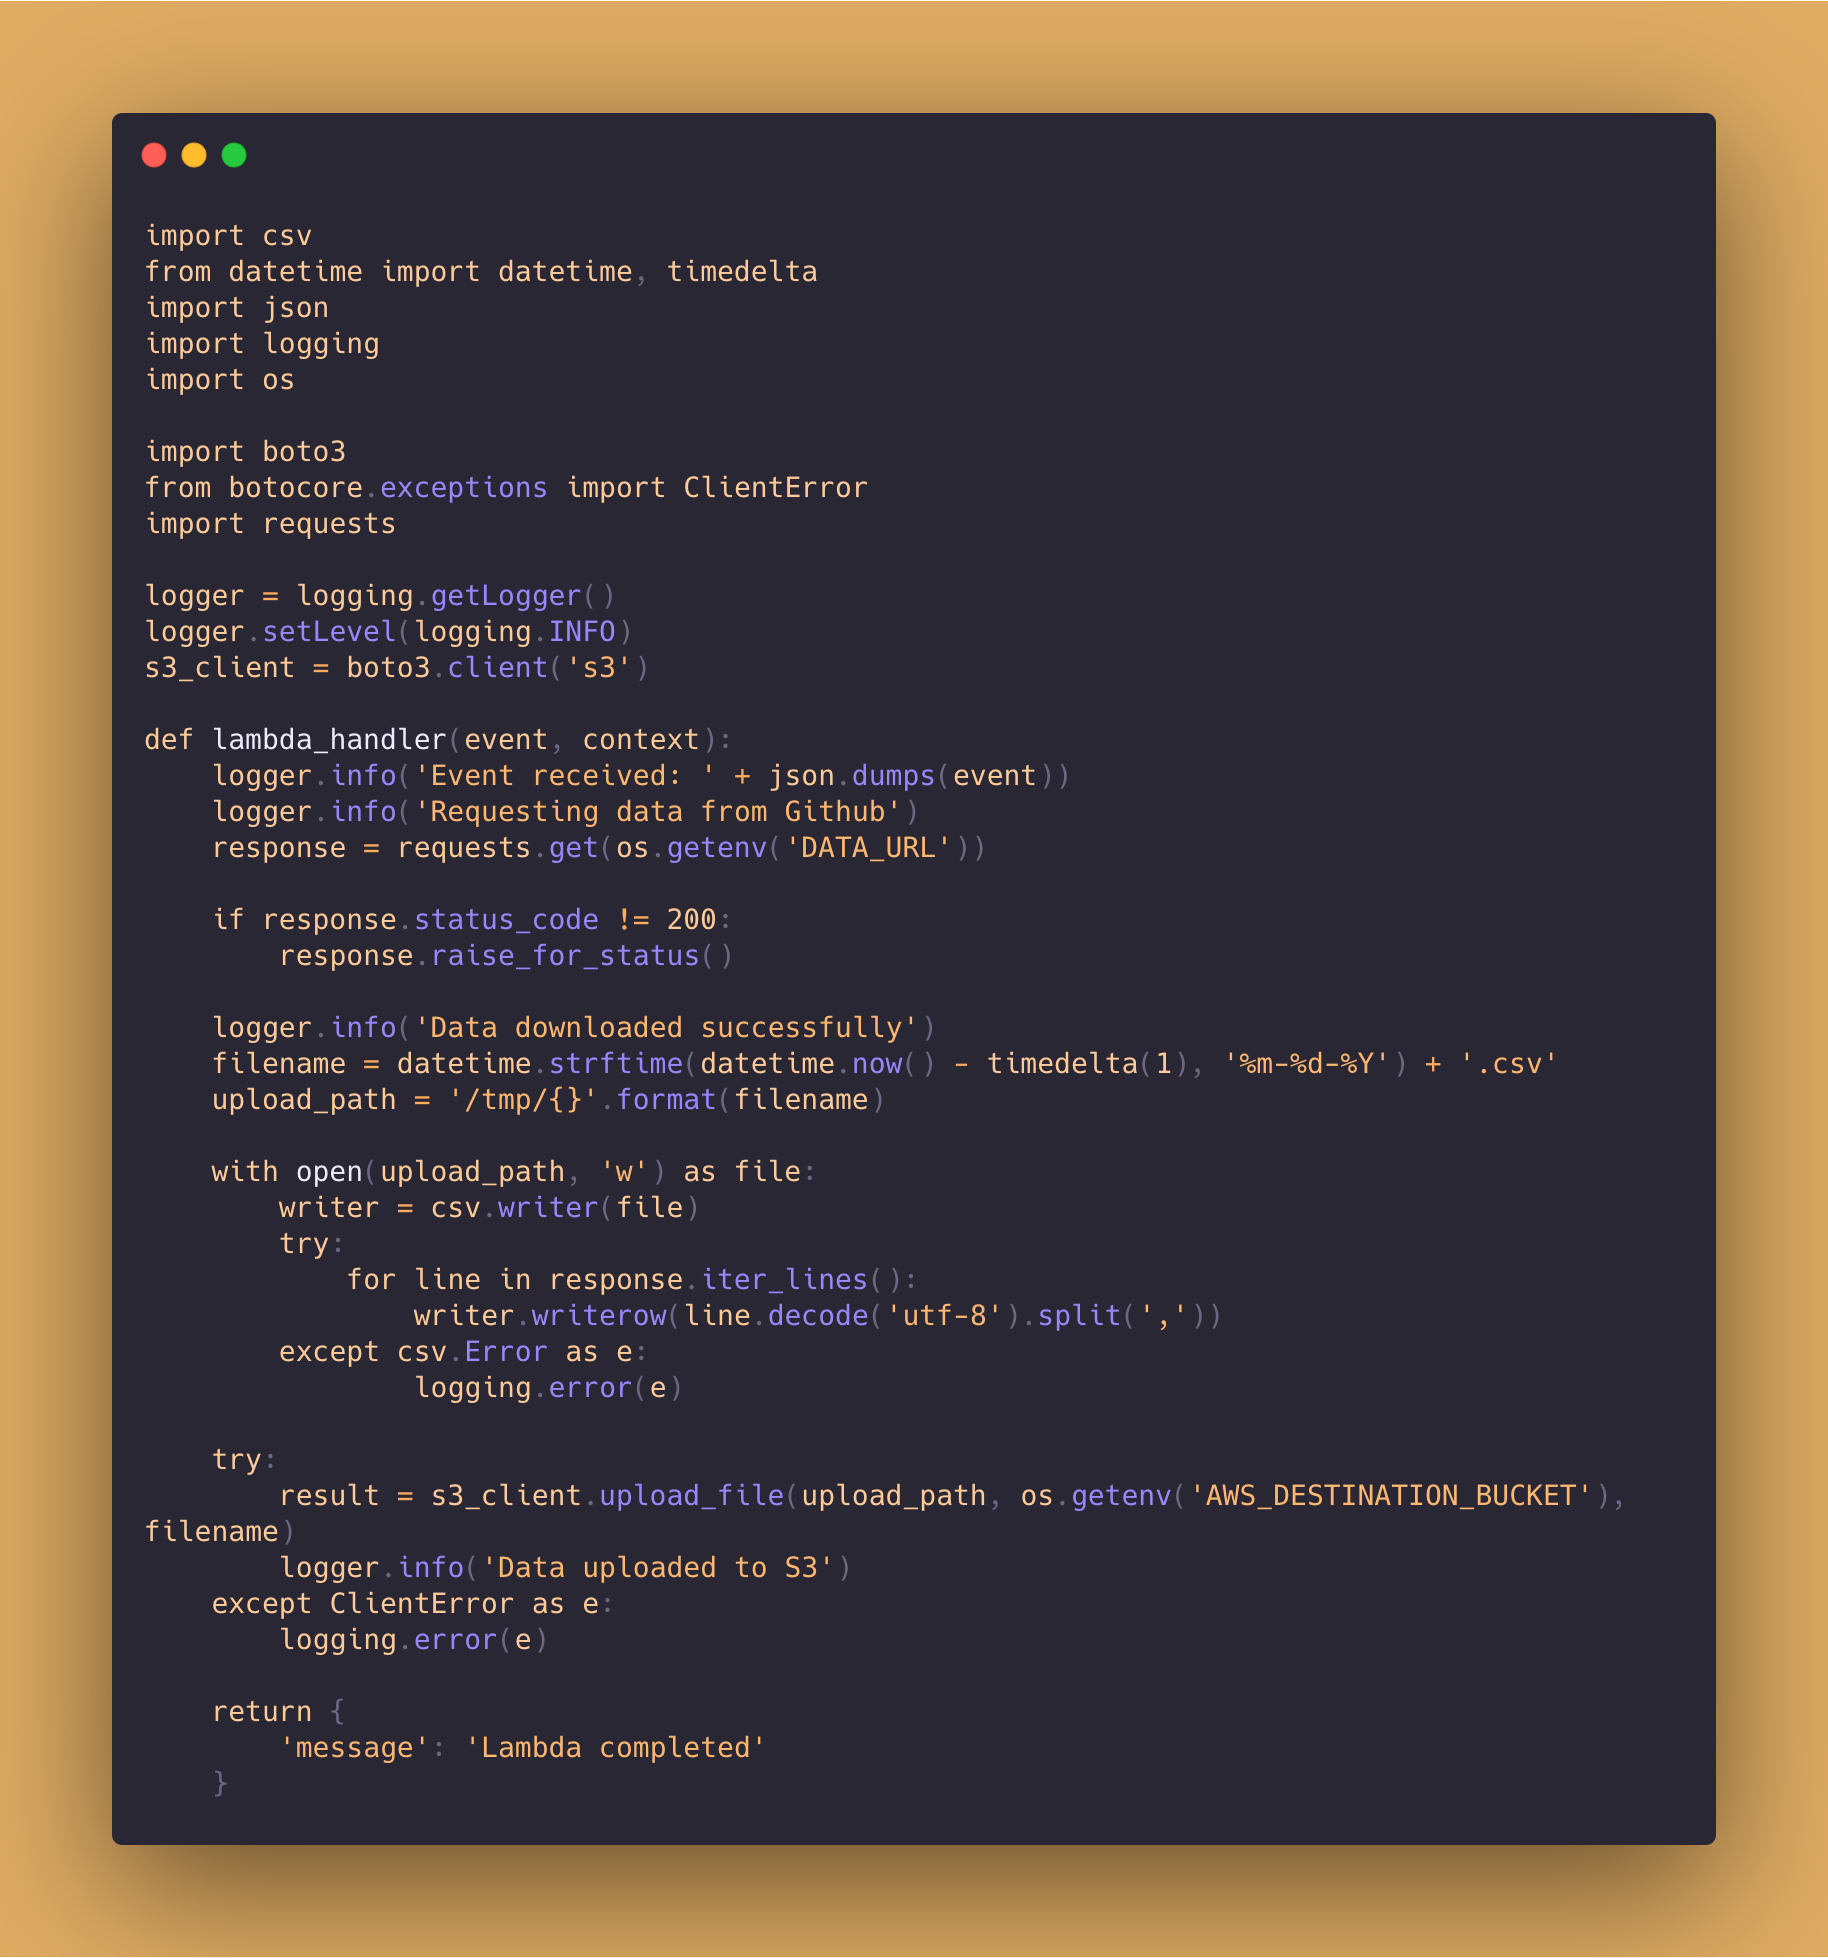 import csv
from datetime import datetime, timedelta
import json
import logging
import os

import boto3
from botocore.exceptions import ClientError
import requests

logger = logging.getLogger()
logger.setLevel(logging.INFO)
s3_client = boto3.client('s3')

def lambda_handler(event, context):
    logger.info('Event received: ' + json.dumps(event))
    logger.info('Requesting data from Github')
    response = requests.get(os.getenv('DATA_URL'))

    if response.status_code != 200:
        response.raise_for_status()

    logger.info('Data downloaded successfully')
    filename = datetime.strftime(datetime.now() - timedelta(1), '%m-%d-%Y') + '.csv'
    upload_path = '/tmp/{}'.format(filename)

    with open(upload_path, 'w') as file:
        writer = csv.writer(file)
        try:
            for line in response.iter_lines():
                writer.writerow(line.decode('utf-8').split(','))
        except csv.Error as e:
                logging.error(e)

    try:
        result = s3_client.upload_file(upload_path, os.getenv('AWS_DESTINATION_BUCKET'),
filename)
        logger.info('Data uploaded to S3')
    except ClientError as e:
        logging.error(e)

    return {
        'message': 'Lambda completed'
    }